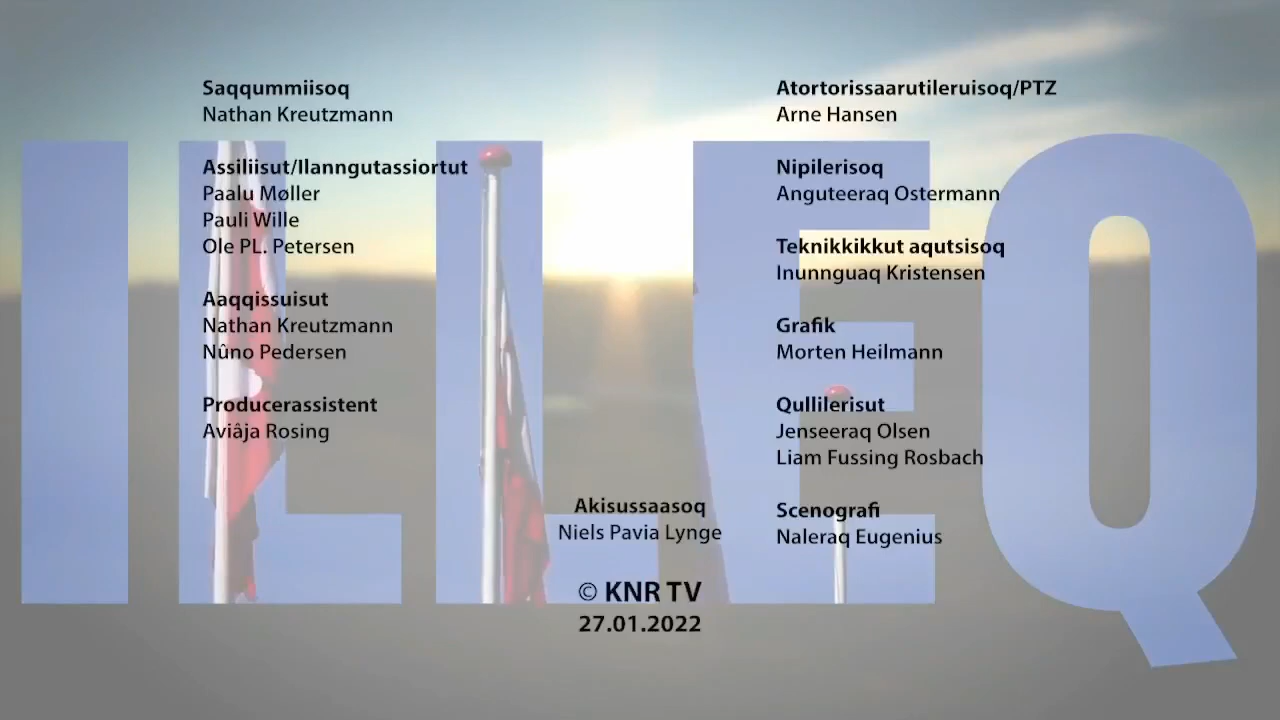 ILLEQ
Saqqummiisoq
Nathan Kreutzmann
Assiliisut/Ilanngutassiortut
Paalu Møller
Pauli Wille
Ole PL. Petersen
Aaqqissuisut
Nathan Kreutzmann
Nûno Pedersen
Producerassistent
Aviâja Rosing
Atortorissaarutileruisoq/PTZ
Arne Hansen
Nipilerisoq
Anguteeraq Ostermann
Teknikkikkut aqutsisoq
Inunnguaq Kristensen
Grafik
Morten Heilmann
Qullilerisut
Jenseeraq Olsen
Liam Fussing Rosbach
Scenografi
Naleraq Eugenius
Akisussaasoq
Niels Pavia Lynge
© KNR TV
27.01.2022